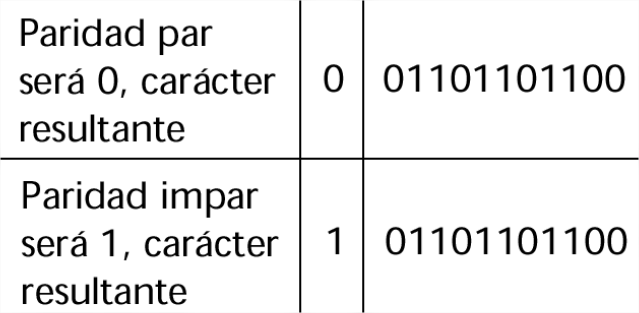 Paridad par
será 0, carácter 0 01101101100
resultante
Paridad impar
será 1, carácter 1 01101101100
resultante